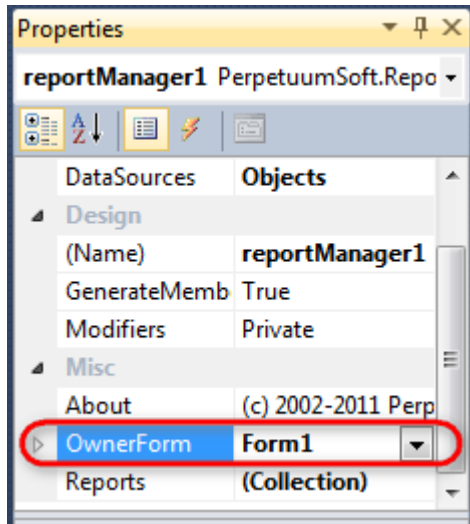 Properties
reportManager1 PerpetuumSoft.Repo
DataSources Objects
Design
(Name) reportManager1
GenerateMemb True
Modifiers Private
Misc
About (c) 2002-2011 Perp
OwnerForm Form1
Reports (Collection)